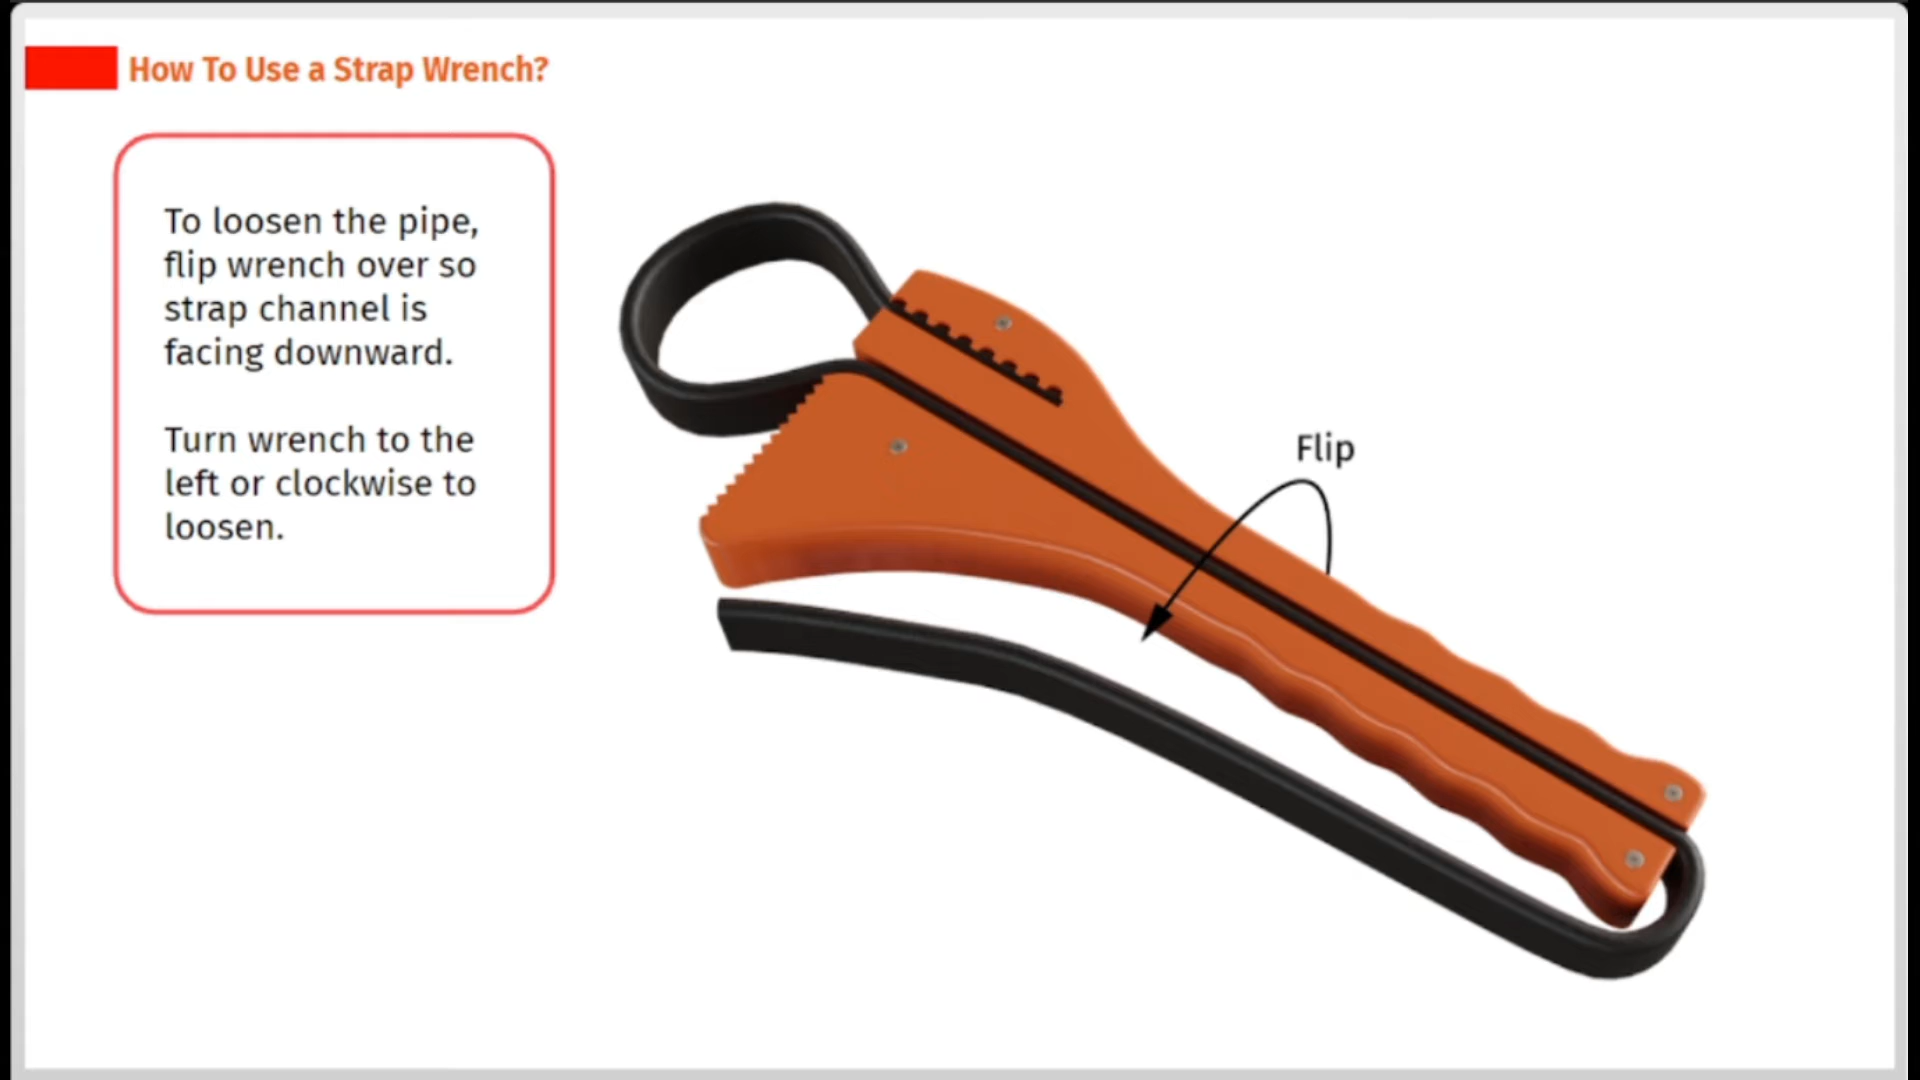 How To Use a Strap Wrench?
To loosen the pipe,
flip wrench over so
strap channel is
facing downward.
Turn wrench to the
left or clockwise to
loosen.
Flip